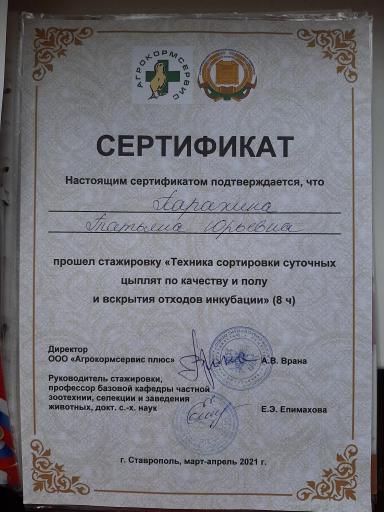 АГРОКОРМСЕРВИС
СЕРТИФИКАТ
Настоящим сертификатом подтверждается, что
Татьяна Юрьевна
прошел стажировку «Техника сортировки суточных
цыплят по качеству и полу
и вскрытия отходов инкубации» (8 ч)
Директор
ООО «Агрокормсервис плюс»
А.В. Врана
Руководитель стажировки,
профессор базовой кафедры частной
зоотехнии, селекции и заведения
животных, докт. с.-х. наук
Е.Э. Епимахова
г. Ставрополь, март-апрель 2021 г.